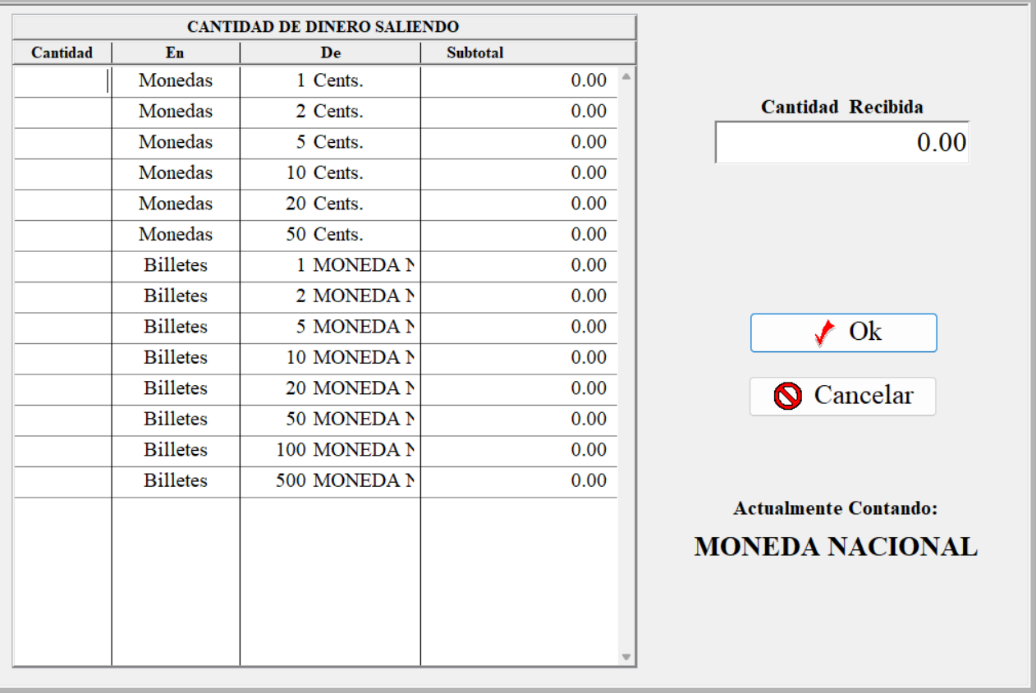 CANTIDAD DE DINERO SALIENDO
Cantidad En De Subtotal
Monedas 1 Cents. 0.00
Monedas 2 Cents. 0.00
Monedas 5 Cents. 0.00
Monedas 10 Cents. 0.00
Monedas 20 Cents. 0.00
Monedas 50 Cents. 0.00
Billetes 1 MONEDA N 0.00
Billetes 2 MONEDA N 0.00
Billetes 5 MONEDA N 0.00
Billetes 10 MONEDA N 0.00
Billetes 20 MONEDA N 0.00
Billetes 50 MONEDA N 0.00
Billetes 100 MONEDA N 0.00
Billetes 500 MONEDA N 0.00
Cantidad Recibida
0.00
Ok
Cancelar
Actualmente Contando:
MONEDA NACIONAL